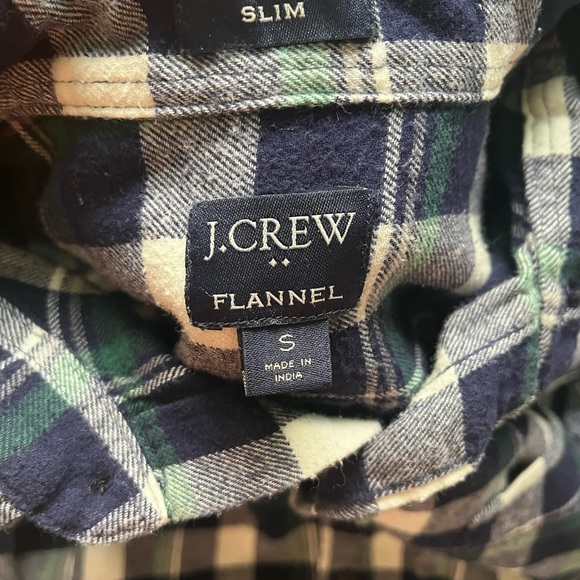 SLIM
J.CREW
FLANNEL
S
MADE IN
INDIA